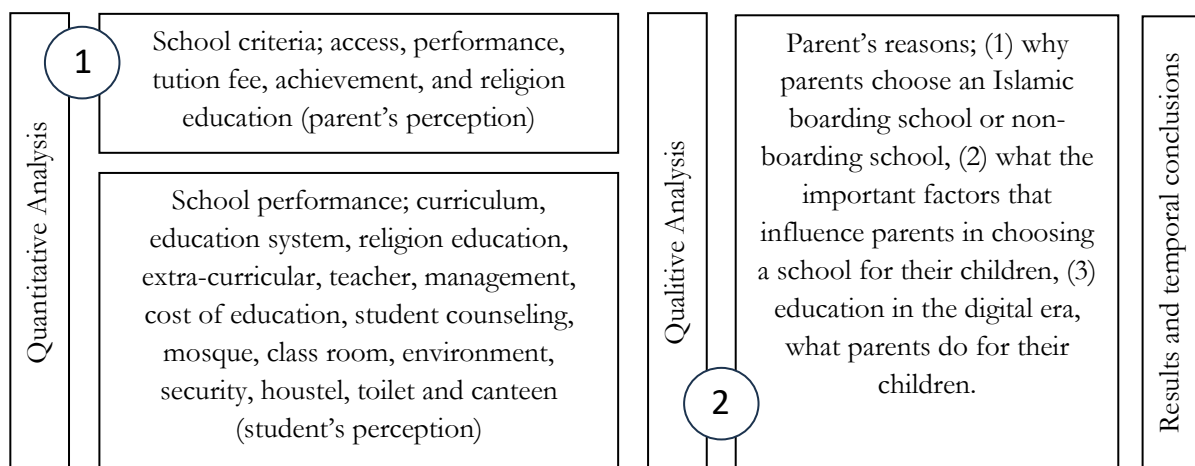 Quantitative Analysis
1
School criteria; access, performance,
tution fee, achievement, and religion
education (parent's perception)
School performance; curriculum,
education system, religion education,
extra-curricular, teacher, management,
cost of education, student counseling,
mosque, class room, environment,
security, houstel, toilet and canteen
(student's perception)
Qualitive Analysis
2
Parent's reasons; (1) why
parents choose an Islamic
boarding school or non-
boarding school, (2) what the
important factors that
influence parents in choosing
a school for their children, (3)
education in the digital era,
what parents do for their
children.
Results and temporal conclusions